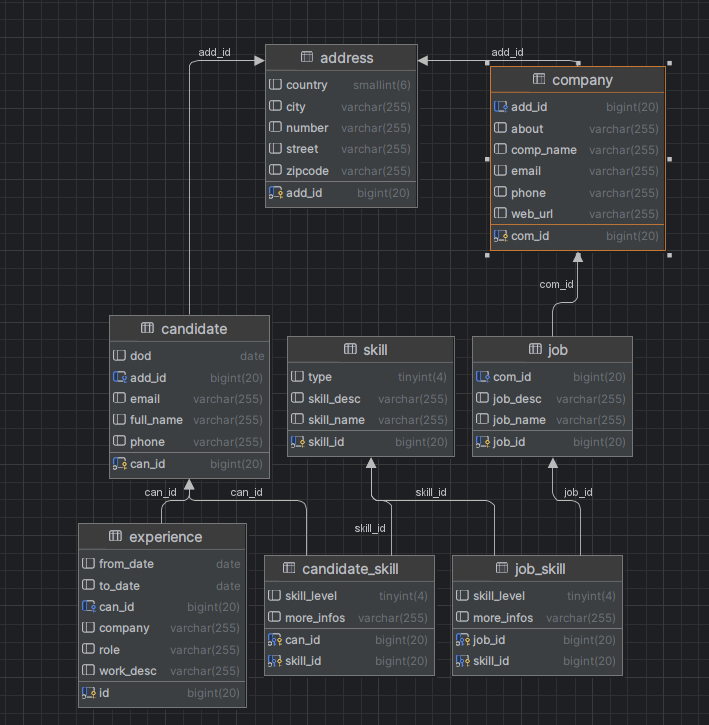 add_id
add_id
address
country smallint(6)
city varchar(255)
number varchar(255)
street varchar(255)
zipcode varchar(255)
add_id bigint(20)
company
add_id bigint(20)
about varchar(255)
comp_name varchar(255)
email varchar(255)
phone varchar(255)
web_url varchar(255)
com_id bigint(20)
com_id
candidate
dod date
add_id bigint(20)
email varchar(255)
full_name varchar(255)
phone varchar(255)
can_id bigint(20)
skill
type tinyint(4)
skill_desc varchar(255)
skill_name varchar(255)
skill_id bigint(20)
job
com_id bigint(20)
job_desc varchar(255)
job_name varchar(255)
job_id bigint(20)
can_id
can_id
skill_id
skill_id
job_id
experience
from_date date
to_date date
can_id bigint(20)
company varchar(255)
role varchar(255)
work_desc varchar(255)
id bigint(20)
candidate_skill
skill_level tinyint(4)
more_infos varchar(255)
can_id bigint(20)
skill_id bigint(20)
job_skill
skill_level tinyint(4)
more_infos varchar(255)
job_id bigint(20)
skill_id bigint(20)